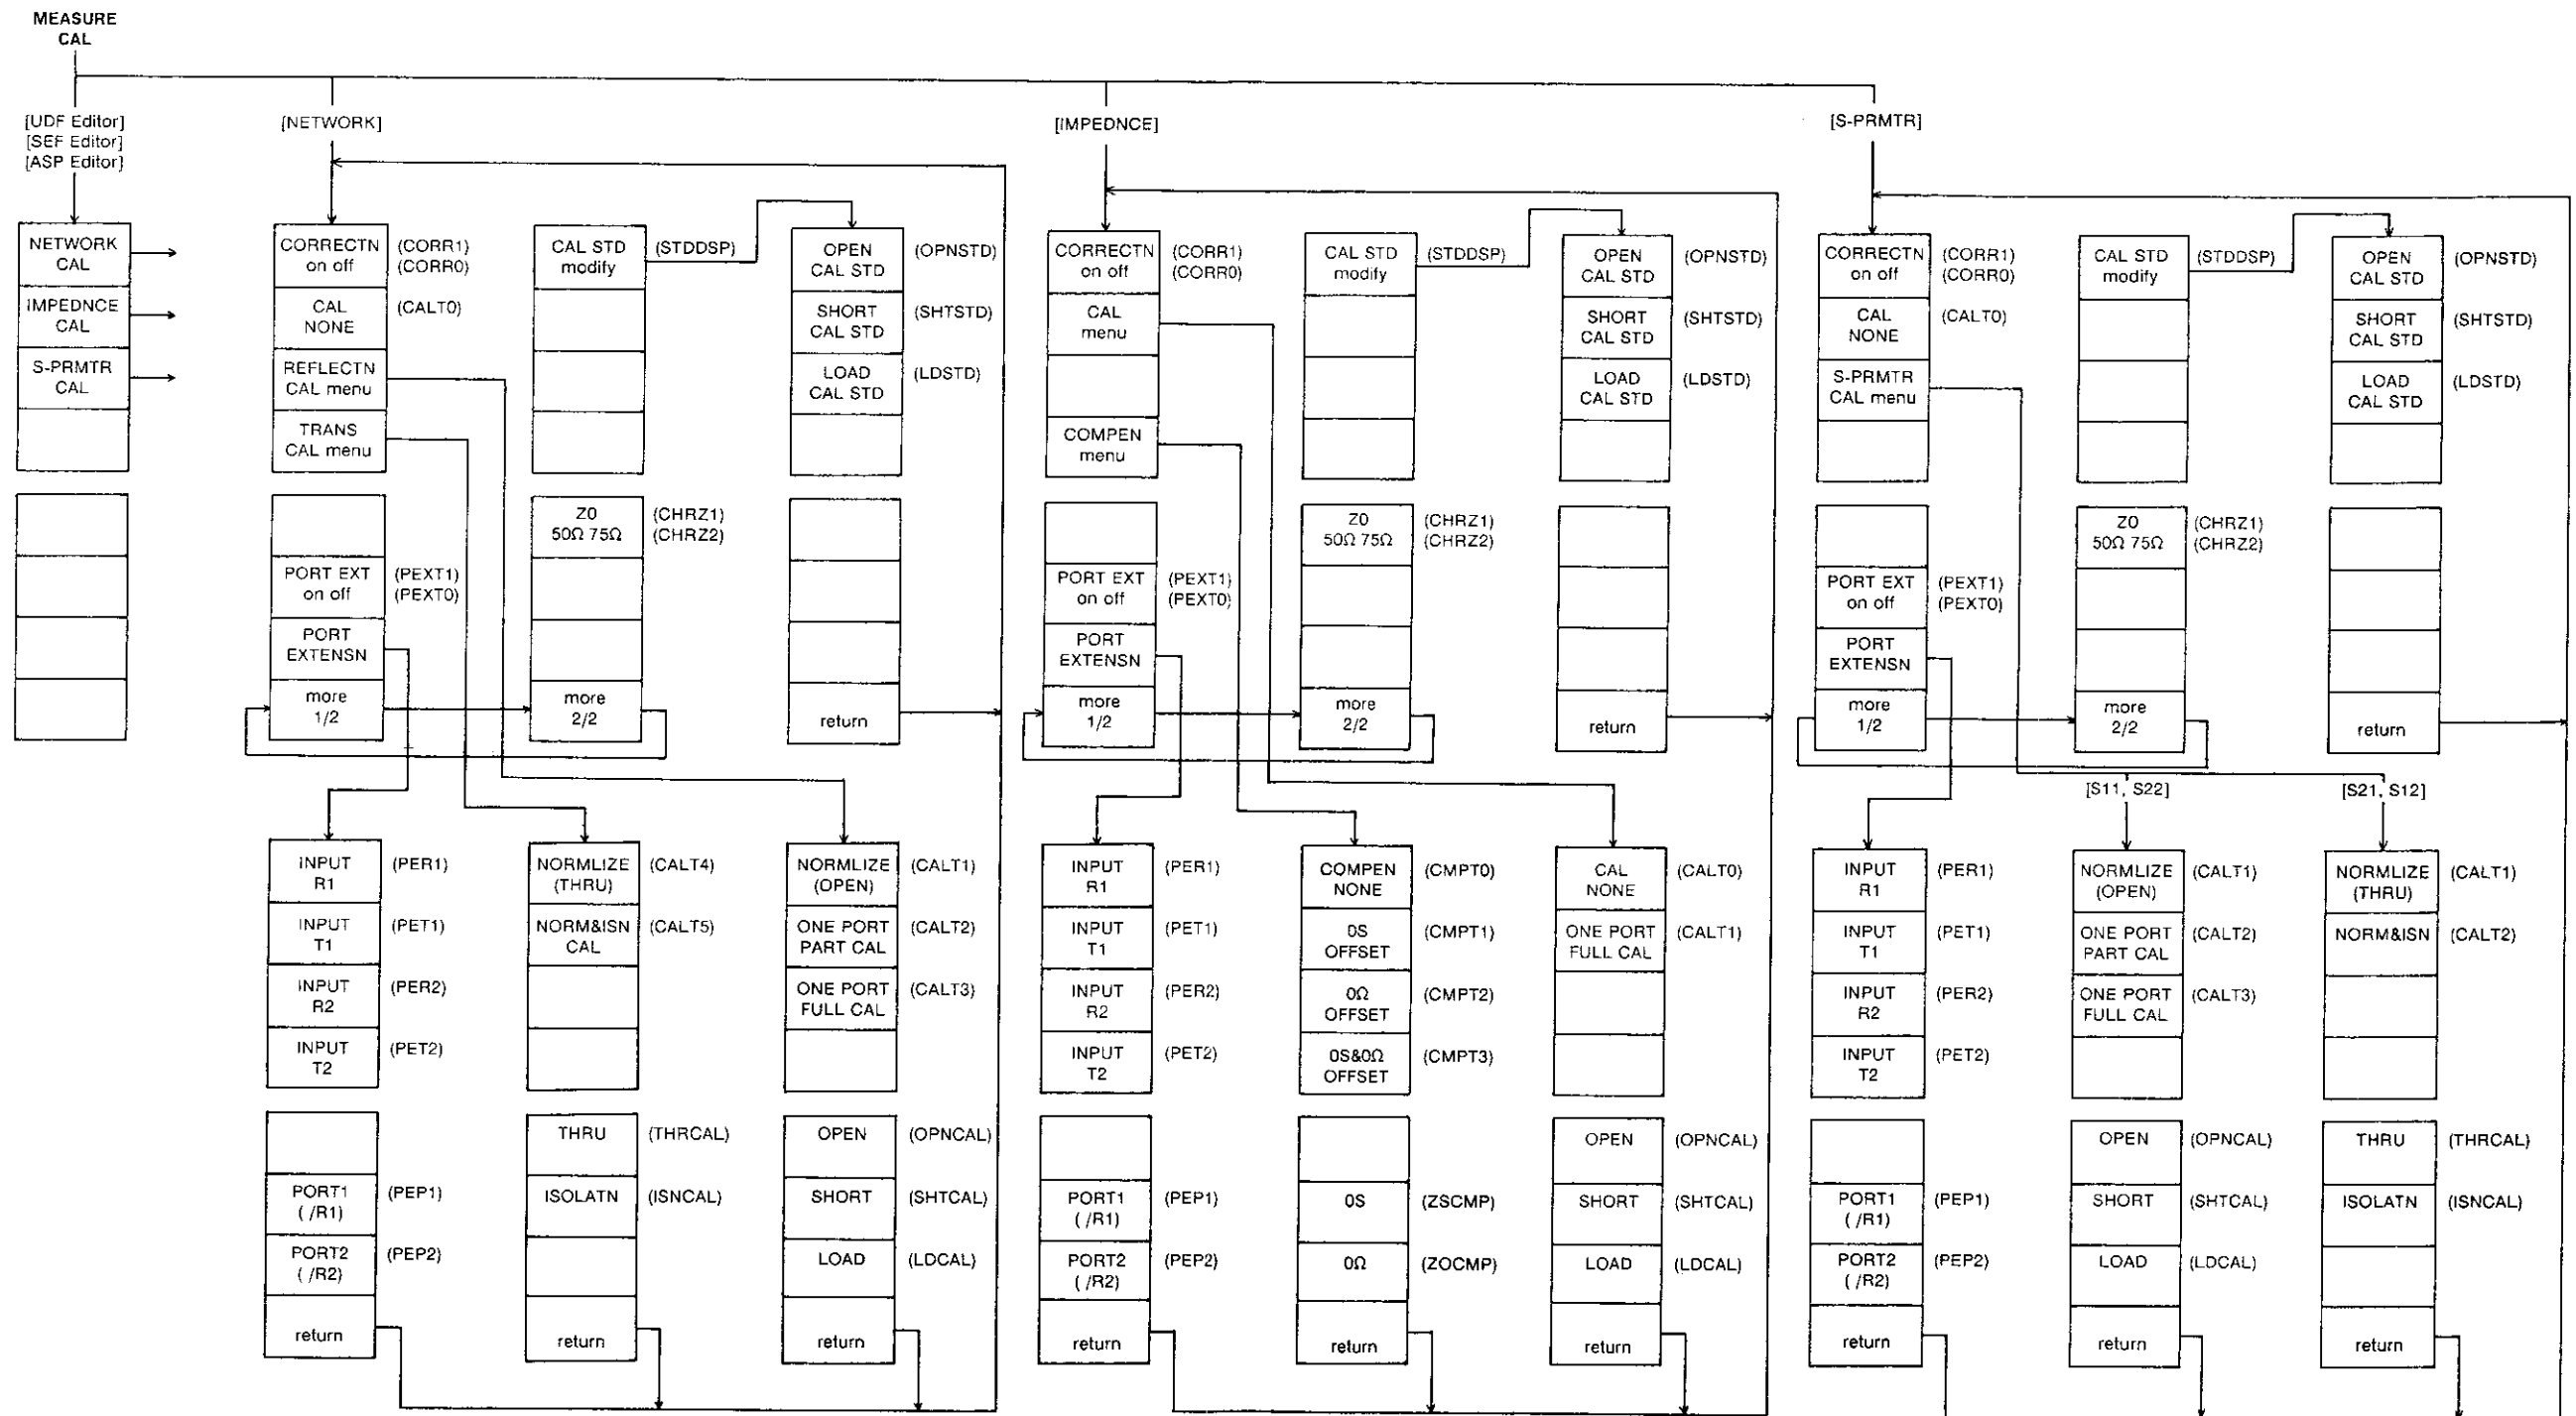 MEASURE
CAL
[UDF Editor]
[SEF Editor]
[ASP Editor]
[NETWORK]
[IMPEDNCE]
[S-PRMTR]
NETWORK
CAL
IMPEDNCE
CAL
S-PRMTR
CAL
CORRECTN
on off
(CORR1)
(CORR0)
CAL
NONE
(CALT0)
REFLECTN
CAL menu
TRANS
CAL menu
PORT EXT
on off
(PEXT1)
(PEXT0)
PORT
EXTENSN
more
1/2
CAL STD
modify
(STDDSP)
Z0
50Ω 75Ω
(CHRZ1)
(CHRZ2)
more
2/2
OPEN
CAL STD
(OPNSTD)
SHORT
CAL STD
(SHTSTD)
LOAD
CAL STD
(LDSTD)
return
INPUT
R1
(PER1)
INPUT
T1
(PET1)
INPUT
R2
(PER2)
INPUT
T2
(PET2)
PORT1
( /R1)
(PEP1)
PORT2
( /R2)
(PEP2)
return
NORMLIZE
(THRU)
(CALT4)
NORM&ISN
CAL
(CALT5)
THRU
(THRCAL)
ISOLATN
(ISNCAL)
return
NORMLIZE
(OPEN)
(CALT1)
ONE PORT
PART CAL
(CALT2)
ONE PORT
FULL CAL
(CALT3)
OPEN
(OPNCAL)
SHORT
(SHTCAL)
LOAD
(LDCAL)
return
CORRECTN
on off
(CORR1)
(CORR0)
CAL
menu
COMPEN
menu
PORT EXT
on off
(PEXT1)
(PEXT0)
PORT
EXTENSN
more
1/2
CAL STD
modify
(STDDSP)
Z0
50Ω 75Ω
(CHRZ1)
(CHRZ2)
more
2/2
OPEN
CAL STD
(OPNSTD)
SHORT
CAL STD
(SHTSTD)
LOAD
CAL STD
(LDSTD)
return
INPUT
R1
(PER1)
INPUT
T1
(PET1)
INPUT
R2
(PER2)
INPUT
T2
(PET2)
PORT1
( /R1)
(PEP1)
PORT2
( /R2)
(PEP2)
return
COMPEN
NONE
(CMPT0)
0S
OFFSET
(CMPT1)
0Ω
OFFSET
(CMPT2)
0S&0Ω
OFFSET
(CMPT3)
0S
(ZSCMP)
0Ω
(ZOCMP)
return
CAL
NONE
(CALT0)
ONE PORT
FULL CAL
(CALT1)
OPEN
(OPNCAL)
SHORT
(SHTCAL)
LOAD
(LDCAL)
return
CORRECTN
on off
(CORR1)
(CORR0)
CAL
NONE
(CALT0)
S-PRMTR
CAL menu
PORT EXT
on off
(PEXT1)
(PEXT0)
PORT
EXTENSN
more
1/2
CAL STD
modify
(STDDSP)
Z0
50Ω 75Ω
(CHRZ1)
(CHRZ2)
more
2/2
OPEN
CAL STD
(OPNSTD)
SHORT
CAL STD
(SHTSTD)
LOAD
CAL STD
(LDSTD)
return
[S11, S22]
[S21, S12]
INPUT
R1
(PER1)
INPUT
T1
(PET1)
INPUT
R2
(PER2)
INPUT
T2
(PET2)
PORT1
( /R1)
(PEP1)
PORT2
( /R2)
(PEP2)
return
NORMLIZE
(OPEN)
(CALT1)
ONE PORT
PART CAL
(CALT2)
ONE PORT
FULL CAL
(CALT3)
OPEN
(OPNCAL)
SHORT
(SHTCAL)
LOAD
(LDCAL)
return
NORMLIZE
(THRU)
(CALT1)
NORM&ISN
(CALT2)
THRU
(THRCAL)
ISOLATN
(ISNCAL)
return